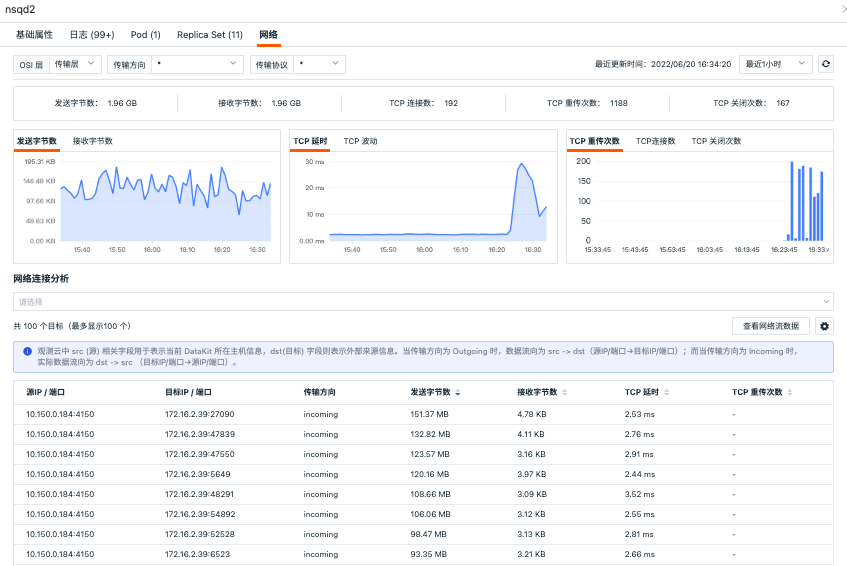 nsqd2
基础属性 日志 (99+) Pod (1) Replica Set (11) 网络
OSI 层 传输层 传输方向 * 传输协议 * 最近更新时间：2022/06/20 16:34:20 最近1小时
发送字节数： 1.96 GB 接收字节数： 1.96 GB TCP 连接数： 192 TCP 重传次数： 1188 TCP 关闭次数： 167
发送字节数 接收字节数
195.31 KB
146.48 KB
97.66 KB
48.83 KB
0.00 KB
15:40 15:50 16:00 16:10 16:20 16:30
TCP 延时 TCP 波动
30 ms
20 ms
10 ms
0.00 ms
15:40 15:50 16:00 16:10 16:20 16:30
TCP 重传次数 TCP连接数 TCP 关闭次数
200
150
100
50
0
15:33:45 15:43:45 15:53:45 16:03:45 16:13:45 16:23:45 16:33:4
网络连接分析
请选择
共 100 个目标（最多显示100 个） 查看网络流数据
观测云中 src (源) 相关字段用于表示当前 DataKit 所在主机信息，dst(目标) 字段则表示外部来源信息。当传输方向为 Outgoing 时，数据流向为 src -> dst（源IP/端口→目标IP/端口）；而当传输方向为 Incoming 时，
实际数据流向为 dst -> src （目标IP/端口→源IP/端口）。
源IP / 端口 目标IP / 端口 传输方向 发送字节数 接收字节数 TCP 延时 TCP 重传次数
10.150.0.184:4150 172.16.2.39:27090 incoming 151.37 MB 4.78 KB 2.53 ms -
10.150.0.184:4150 172.16.2.39:47839 incoming 132.82 MB 4.11 KB 2.76 ms -
10.150.0.184:4150 172.16.2.39:47550 incoming 123.57 MB 3.16 KB 2.91 ms -
10.150.0.184:4150 172.16.2.39:5649 incoming 120.16 MB 3.97 KB 2.44 ms -
10.150.0.184:4150 172.16.2.39:48291 incoming 108.66 MB 3.09 KB 3.52 ms -
10.150.0.184:4150 172.16.2.39:54892 incoming 106.06 MB 3.12 KB 2.55 ms -
10.150.0.184:4150 172.16.2.39:52528 incoming 98.47 MB 3.13 KB 2.81 ms -
10.150.0.184:4150 172.16.2.39:6523 incoming 93.35 MB 3.21 KB 2.66 ms -